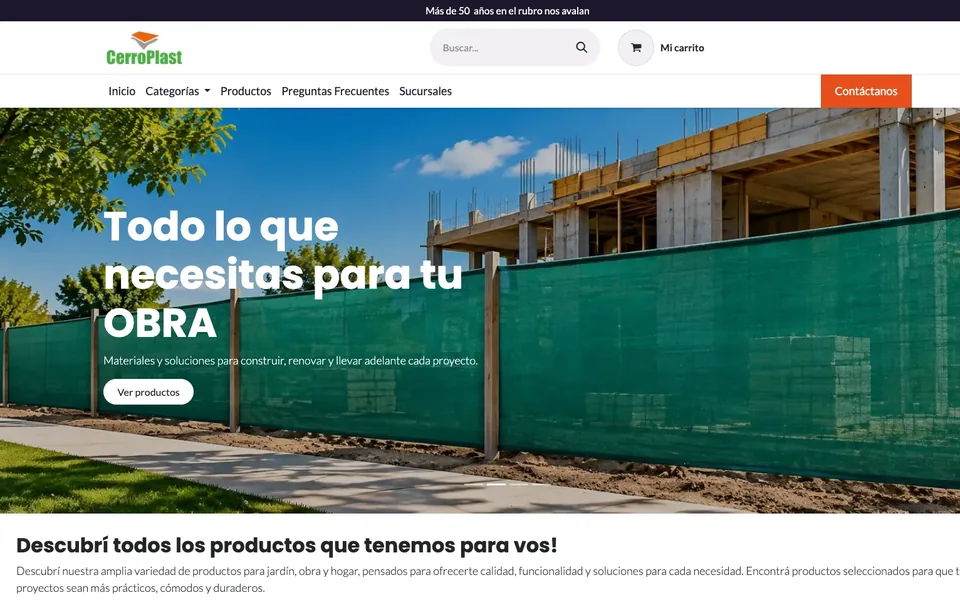 Más de 50 años en el rubro nos avalan
CerroPlast
Buscar...
Mi carrito
Inicio Categorías Productos Preguntas Frecuentes Sucursales
Contáctanos
Todo lo que
necesitas para tu
OBRA
Materiales y soluciones para construir, renovar y llevar adelante cada proyecto.
Ver productos
Descubrí todos los productos que tenemos para vos!
Descubrí nuestra amplia variedad de productos para jardín, obra y hogar, pensados para ofrecerte calidad, funcionalidad y soluciones para cada necesidad. Encontrá productos seleccionados para que t
proyectos sean más prácticos, cómodos y duraderos.